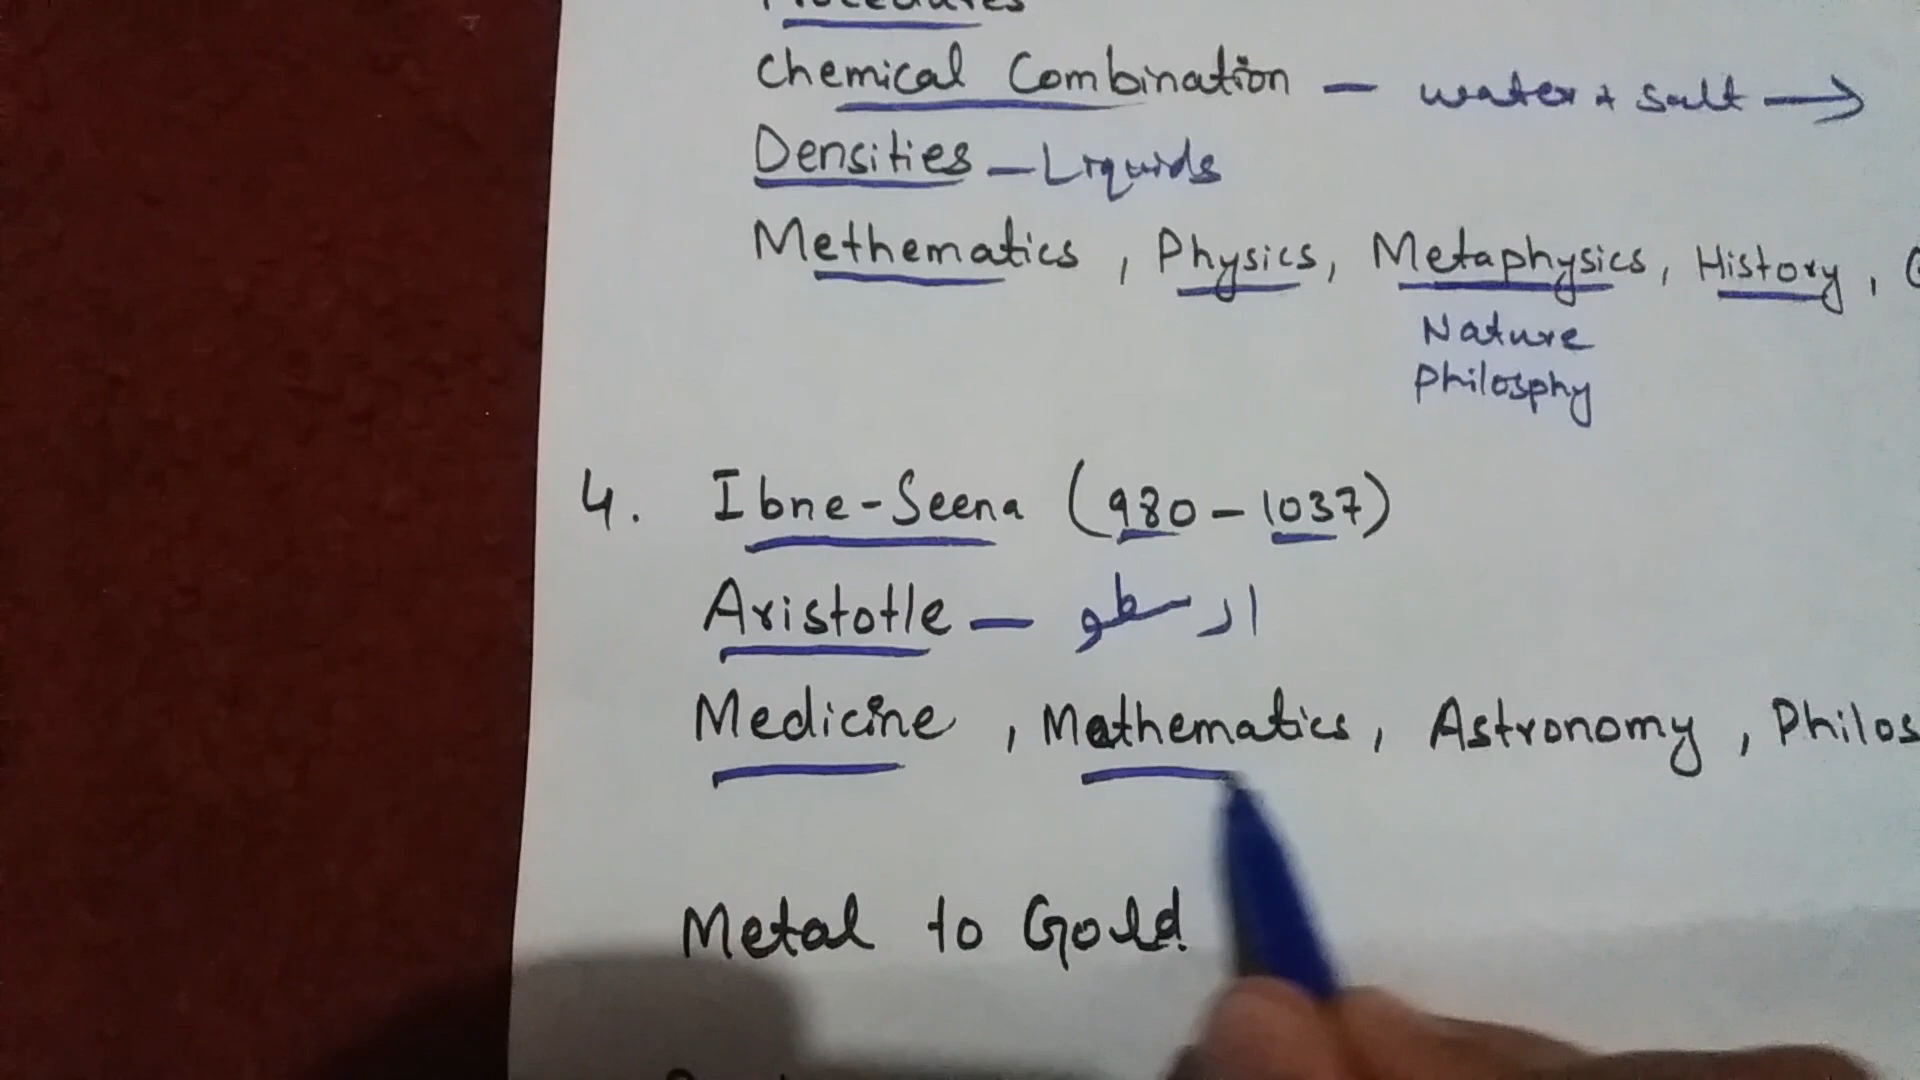 Procedures
Chemical Combination — water + salt →
Densities — Liquids
Methematics, Physics, Metaphysics, History,
Nature
Philosphy
4. Ibne-Seena (980-1037)
Aristotle — ارسطو
Medicine, Mathematics, Astronomy, Philos
Metal to Gold